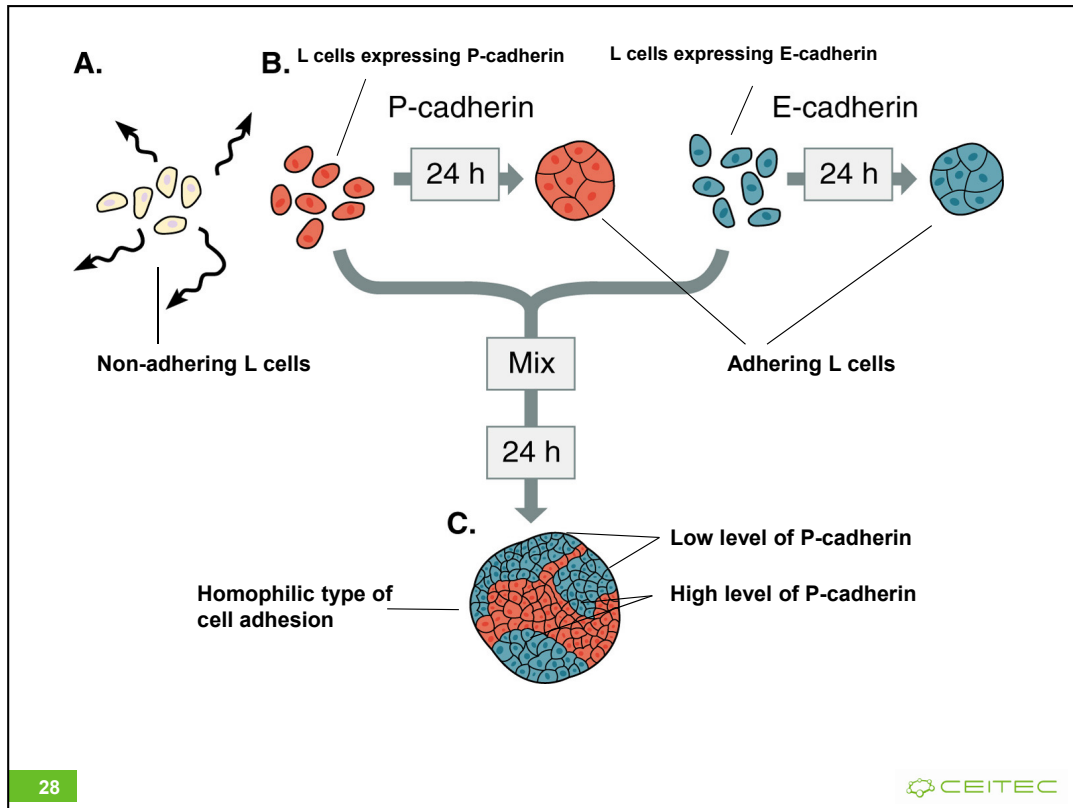 A.
B.
L cells expressing P-cadherin
L cells expressing E-cadherin
P-cadherin
E-cadherin
24 h
24 h
Non-adhering L cells
Mix
Adhering L cells
24 h
C.
Low level of P-cadherin
Homophilic type of
cell adhesion
High level of P-cadherin
28
CEITEC